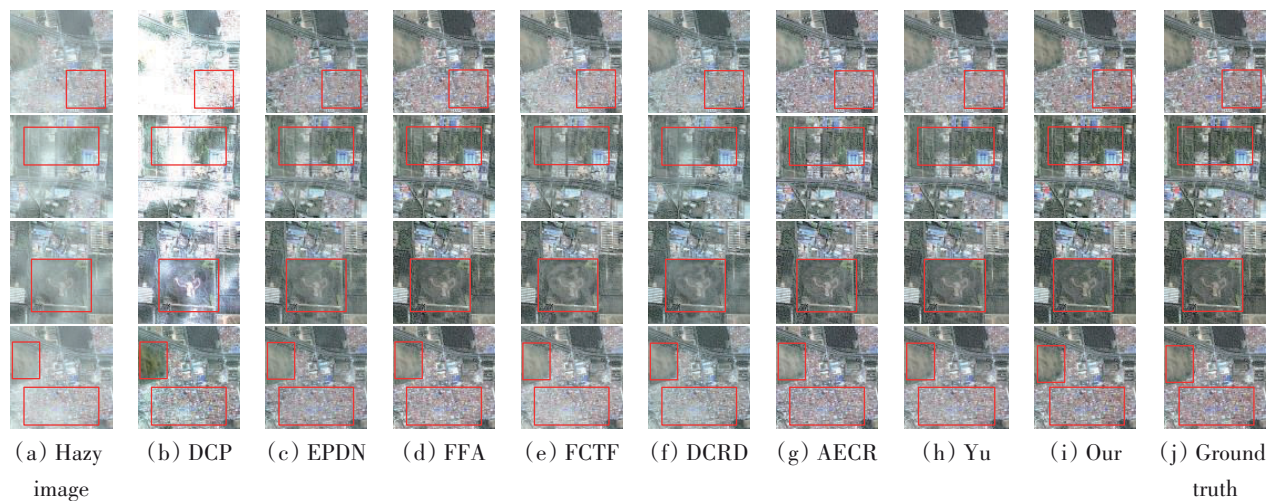 (a) Hazy (b) DCP (c) EPDN (d) FFA (e) FCTF (f) DCRD (g) AECR (h) Yu (i) Our (j) Ground
image truth